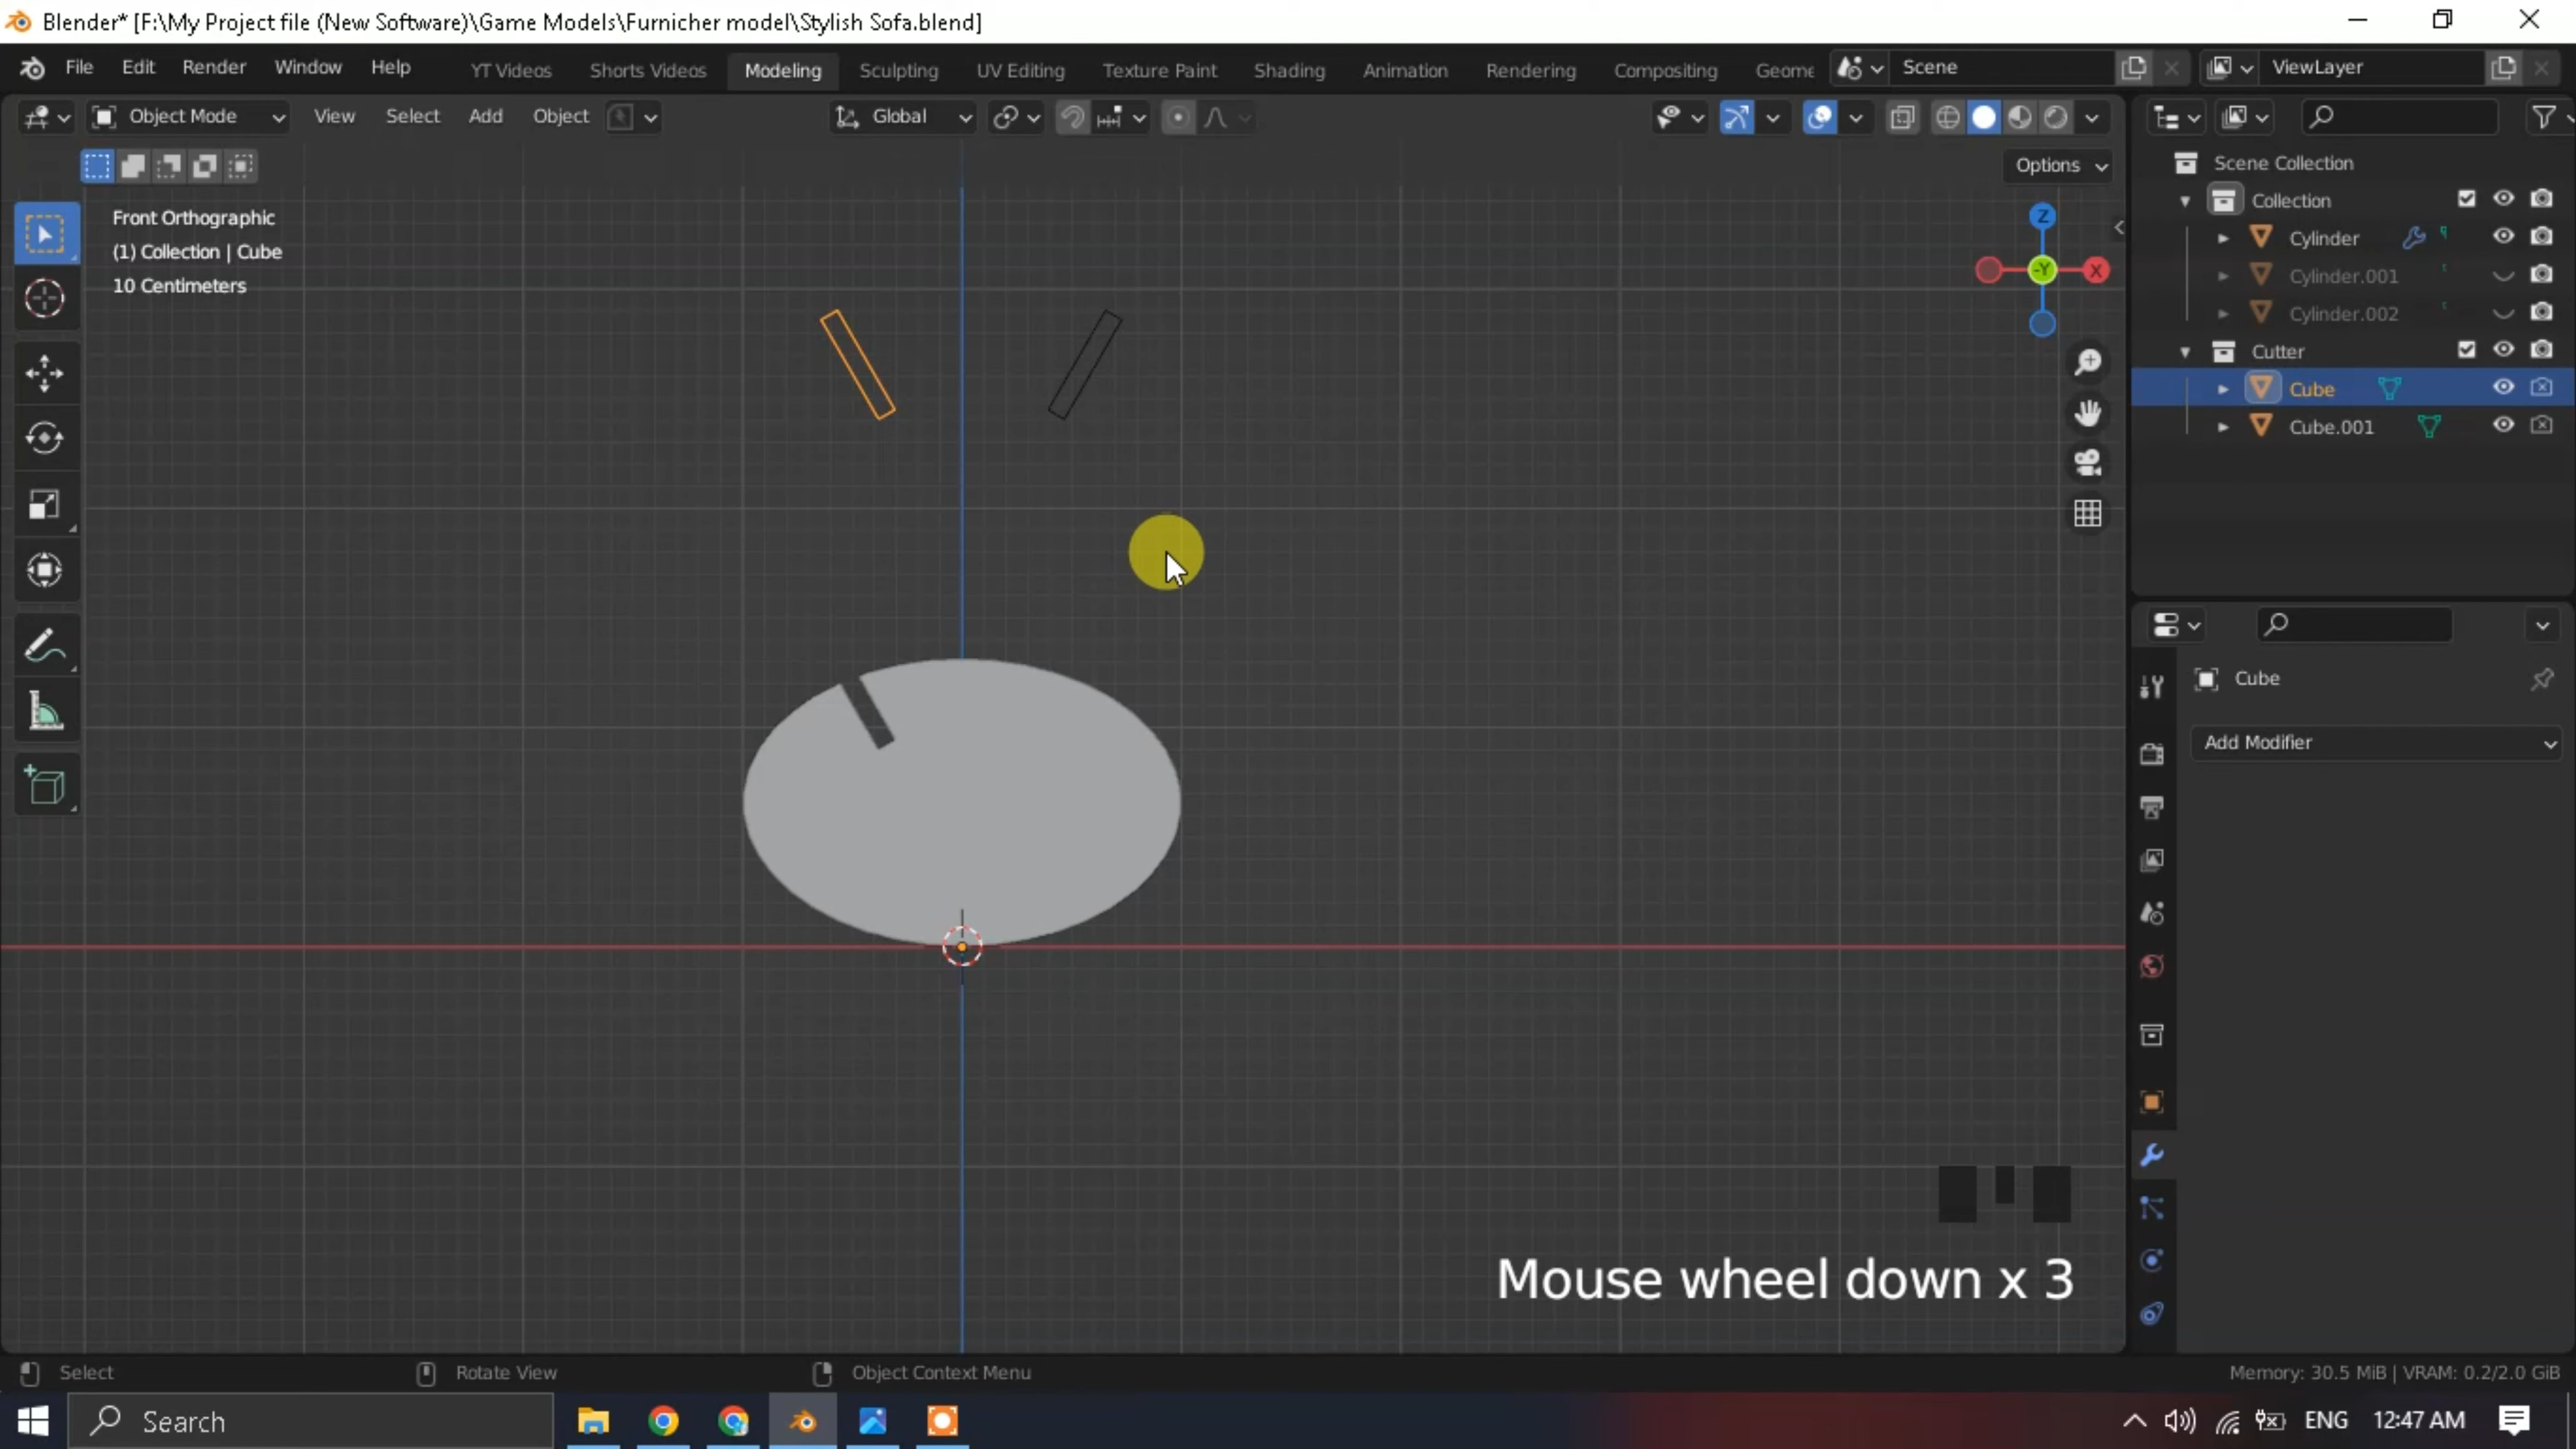 Blender* [F:\My Project file (New Software)\Game Models\Furnicher model\Stylish Sofa.blend]
File Edit Render Window Help YT Videos Shorts Videos Modeling Sculpting UV Editing Texture Paint Shading Animation Rendering Compositing Geome Scene ViewLayer
Object Mode View Select Add Object Global
Options
Front Orthographic
(1) Collection | Cube
10 Centimeters
Z
-Y
X
Scene Collection
Collection
Cylinder
Cylinder.001
Cylinder.002
Cutter
Cube
Cube.001
Cube
Add Modifier
Mouse wheel down x 3
Select Rotate View Object Context Menu Memory: 30.5 MiB | VRAM: 0.2/2.0 GiB
Search ENG 12:47 AM